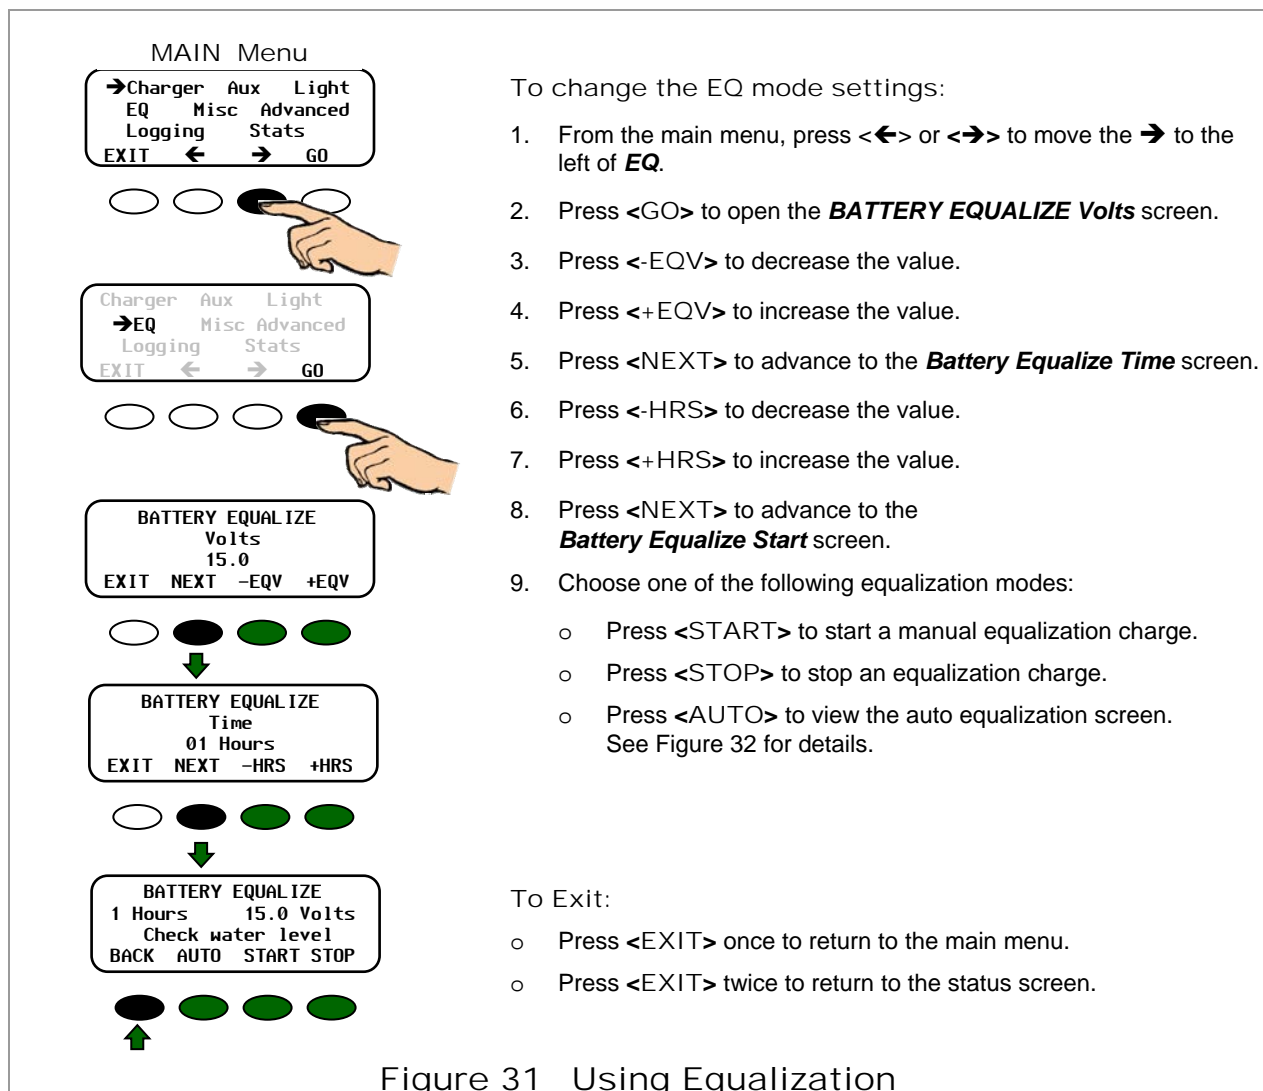 MAIN Menu
➔Charger Aux Light
EQ Misc Advanced
Logging Stats
EXIT 🡸 ➔ GO
Charger Aux Light
➔EQ Misc Advanced
Logging Stats
EXIT 🡸 ➔ GO
BATTERY EQUALIZE
Volts
15.0
EXIT NEXT –EQV +EQV
BATTERY EQUALIZE
Time
01 Hours
EXIT NEXT –HRS +HRS
BATTERY EQUALIZE
1 Hours 15.0 Volts
Check water level
BACK AUTO START STOP
To change the EQ mode settings:
1. From the main menu, press <🡸> or <➔> to move the ➔ to the
left of EQ.
2. Press <GO> to open the BATTERY EQUALIZE Volts screen.
3. Press <-EQV> to decrease the value.
4. Press <+EQV> to increase the value.
5. Press <NEXT> to advance to the Battery Equalize Time screen.
6. Press <-HRS> to decrease the value.
7. Press <+HRS> to increase the value.
8. Press <NEXT> to advance to the
Battery Equalize Start screen.
9. Choose one of the following equalization modes:
o Press <START> to start a manual equalization charge.
o Press <STOP> to stop an equalization charge.
o Press <AUTO> to view the auto equalization screen.
See Figure 32 for details.
To Exit:
o Press <EXIT> once to return to the main menu.
o Press <EXIT> twice to return to the status screen.
Figure 31 Using Equalization